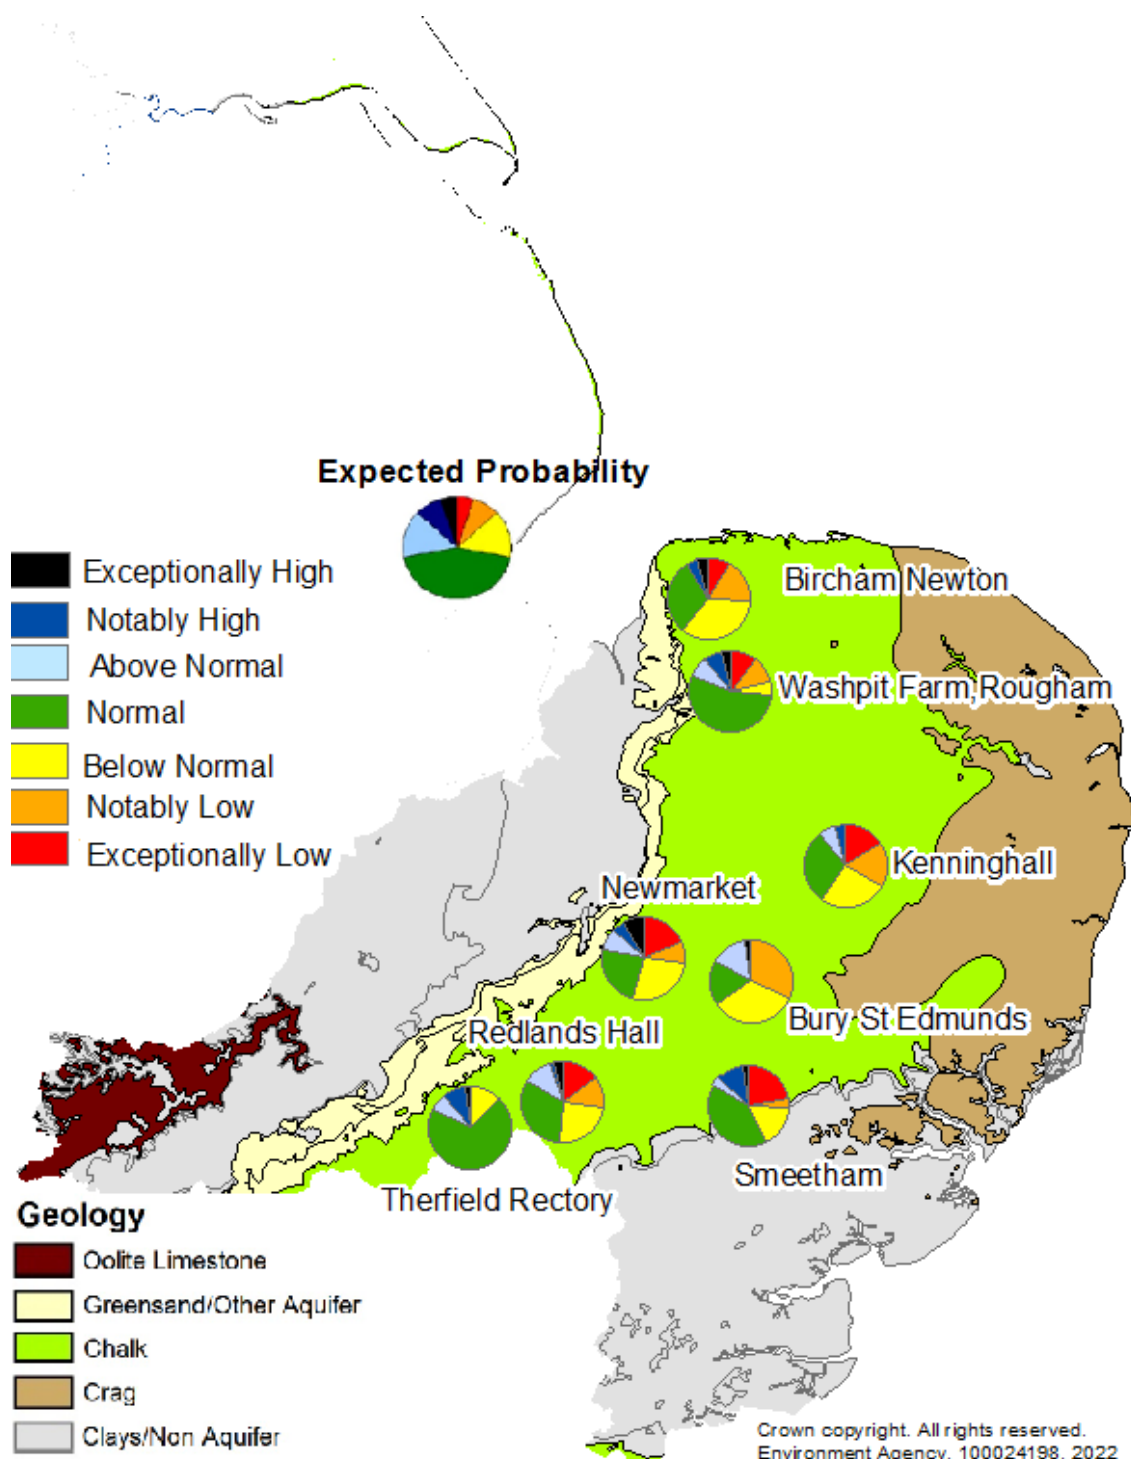 Expected Probability
Exceptionally High
Notably High
Above Normal
Normal
Below Normal
Notably Low
Exceptionally Low
Bircham Newton
Washpit Farm,Rougham
Kenninghall
Newmarket
Bury St Edmunds
Redlands Hall
Smeetham
Therfield Rectory
Geology
Oolite Limestone
Greensand/Other Aquifer
Chalk
Crag
Clays/Non Aquifer
Crown copyright. All rights reserved.
Environment Agency, 100024198, 2022